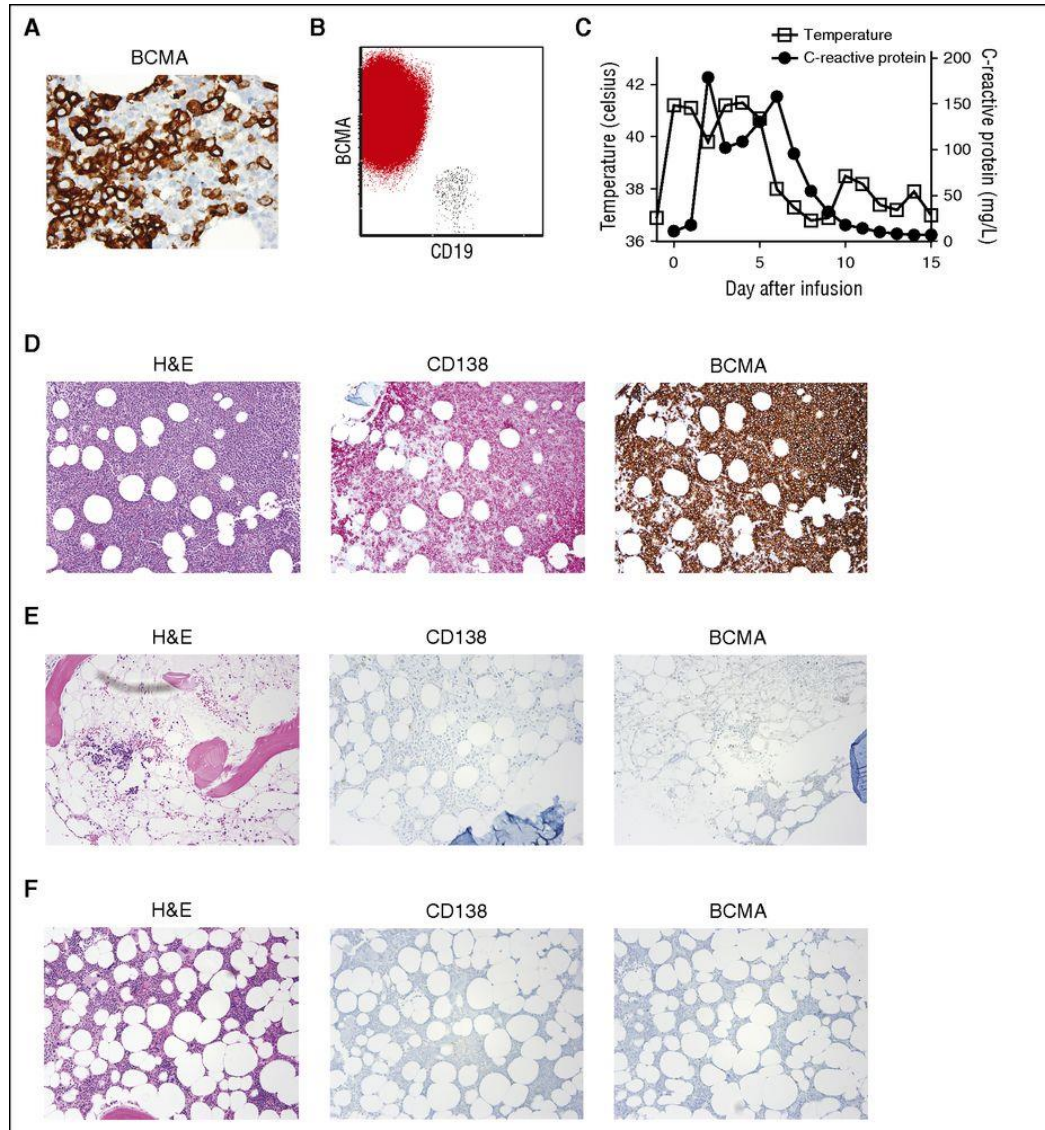 A
BCMA
B
BCMA
CD19
C
Temperature
C-reactive protein
Temperature (celsius)
42
40
38
36
200
150
100
50
0
C-reactive protein (mg/L)
0 5 10 15
Day after infusion
D
H&E CD138 BCMA
E
H&E CD138 BCMA
F
H&E CD138 BCMA